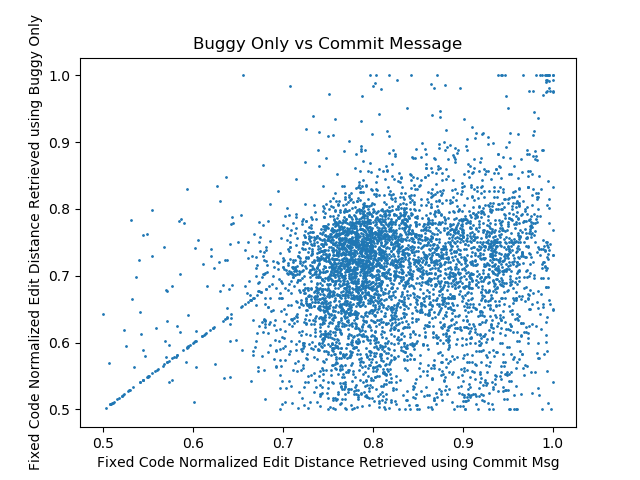 Buggy Only vs Commit Message
Fixed Code Normalized Edit Distance Retrieved using Buggy Only
1.0
0.9
0.8
0.7
0.6
0.5
0.5 0.6 0.7 0.8 0.9 1.0
Fixed Code Normalized Edit Distance Retrieved using Commit Msg